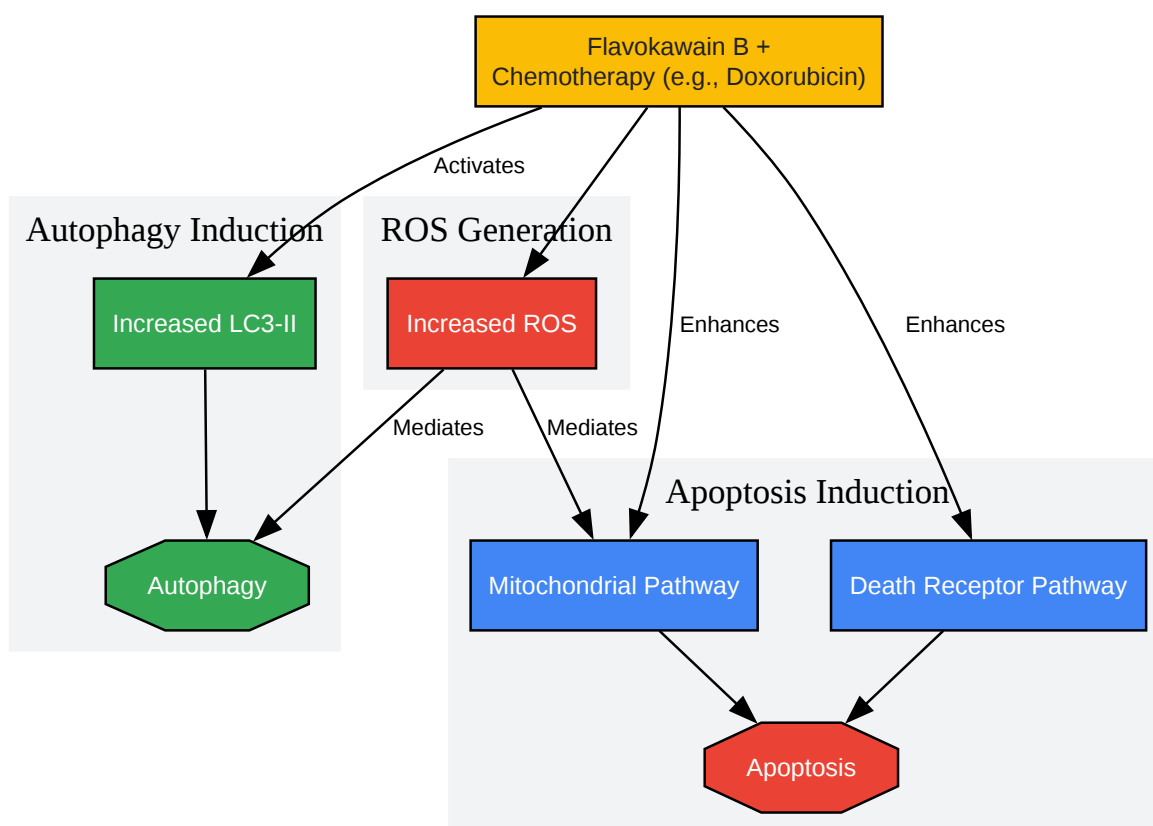 Flavokawain B +
Chemotherapy (e.g., Doxorubicin)
Activates
Autophagy Induction
ROS Generation
Increased LC3-II
Increased ROS
Enhances
Enhances
Mediates
Mediates
Apoptosis Induction
Autophagy
Mitochondrial Pathway
Death Receptor Pathway
Apoptosis